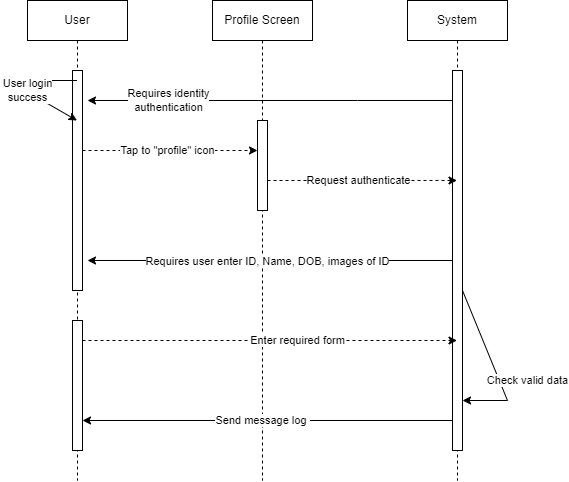 User
Profile Screen
System
User login
success
Requires identity
authentication
Tap to "profile" icon
Request authenticate
Requires user enter ID, Name, DOB, images of ID
Enter required form
Check valid data
Send message log